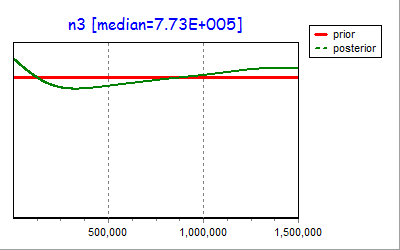 n3 [median=7.73E+005]
prior
posterior
500,000
1,000,000
1,500,000